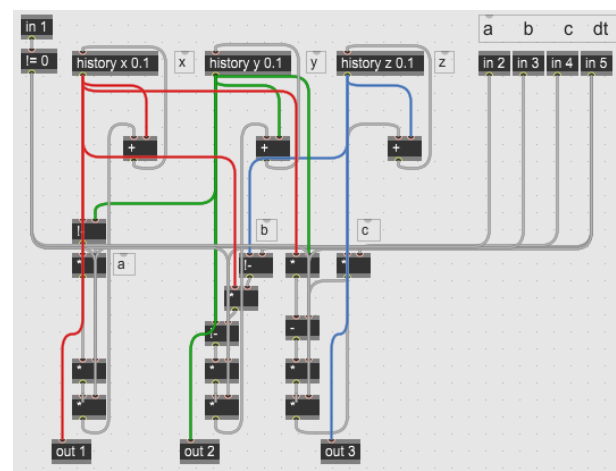 in 1
a b c dt
!= 0
history x 0.1 x
history y 0.1 y
history z 0.1 z
in 2 in 3 in 4 in 5
+ + +
!-
b c
* a !- * *
*
!- -
* * *
* * *
out 1 out 2 out 3